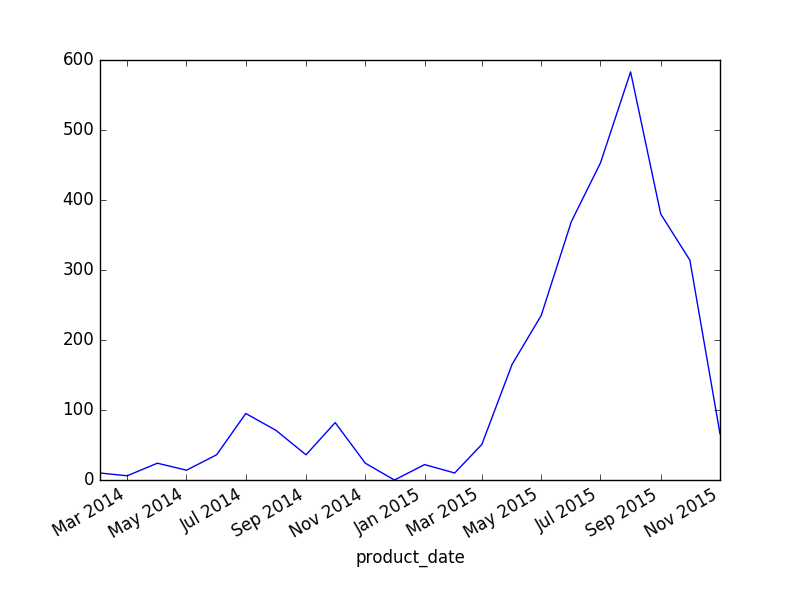 600
500
400
300
200
100
0
Mar 2014
May 2014
Jul 2014
Sep 2014
Nov 2014
Jan 2015
Mar 2015
May 2015
Jul 2015
Sep 2015
Nov 2015
product_date